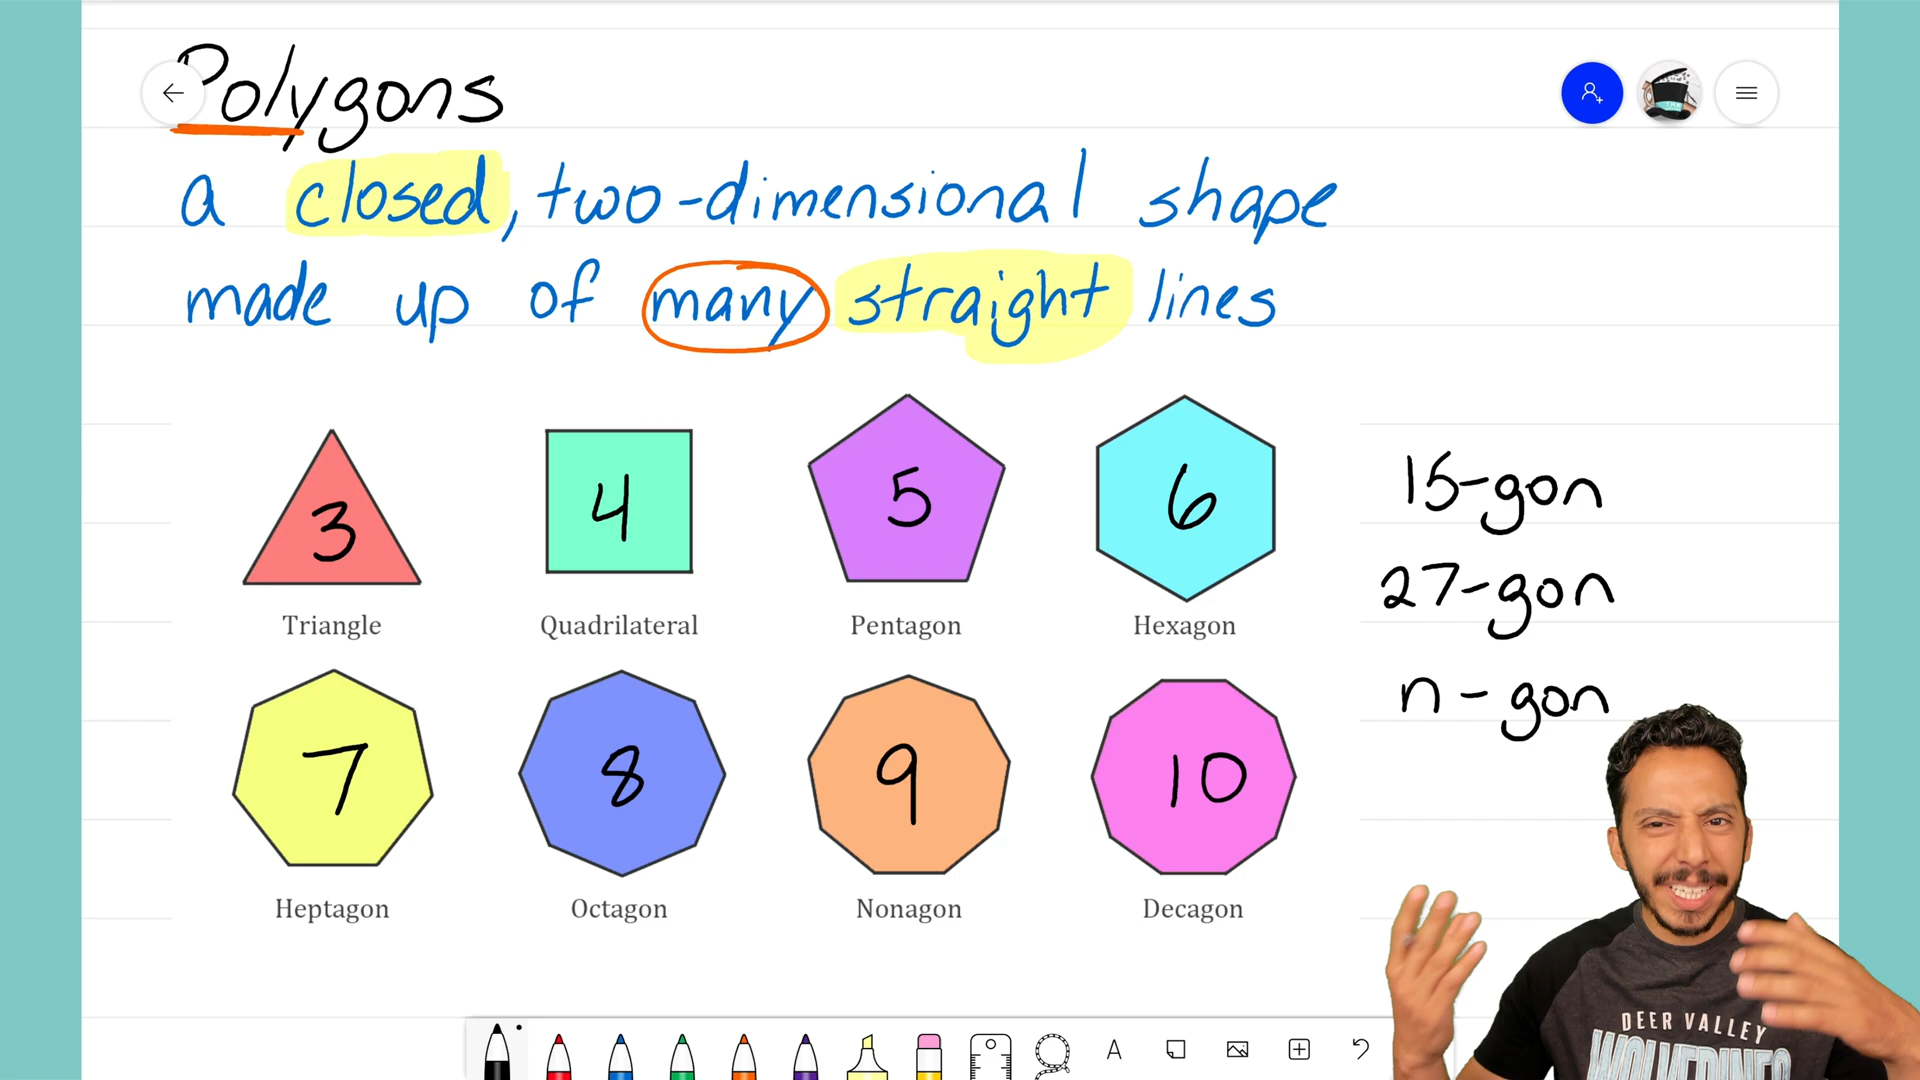 Polygons
a closed, two-dimensional shape
made up of many straight lines
3 4 5 6
Triangle Quadrilateral Pentagon Hexagon
15-gon
27-gon
n-gon
7 8 9 10
Heptagon Octagon Nonagon Decagon
DEER VALLEY
WOLVERINES
A